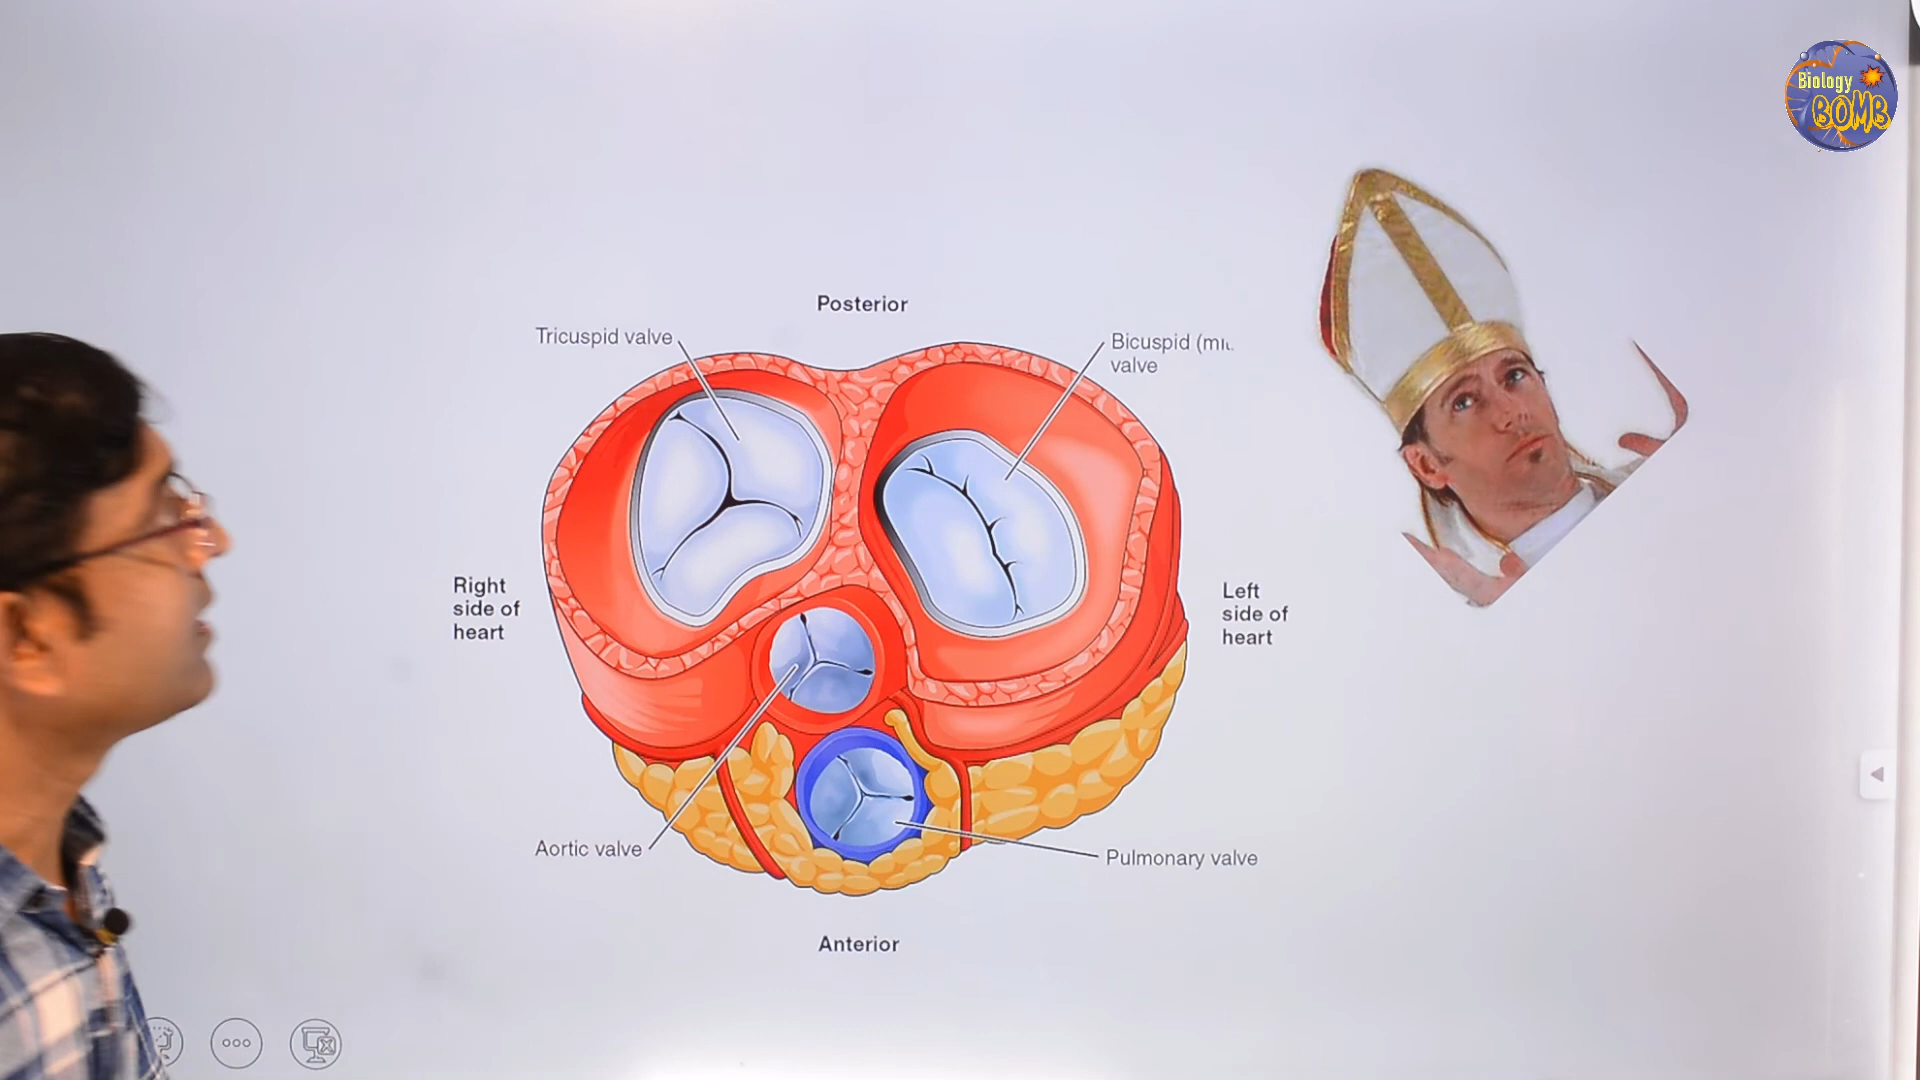 Biology
BOMB
Posterior
Tricuspid valve
Bicuspid
valve
Right
side of
heart
Left
side of
heart
Aortic valve
Pulmonary valve
Anterior